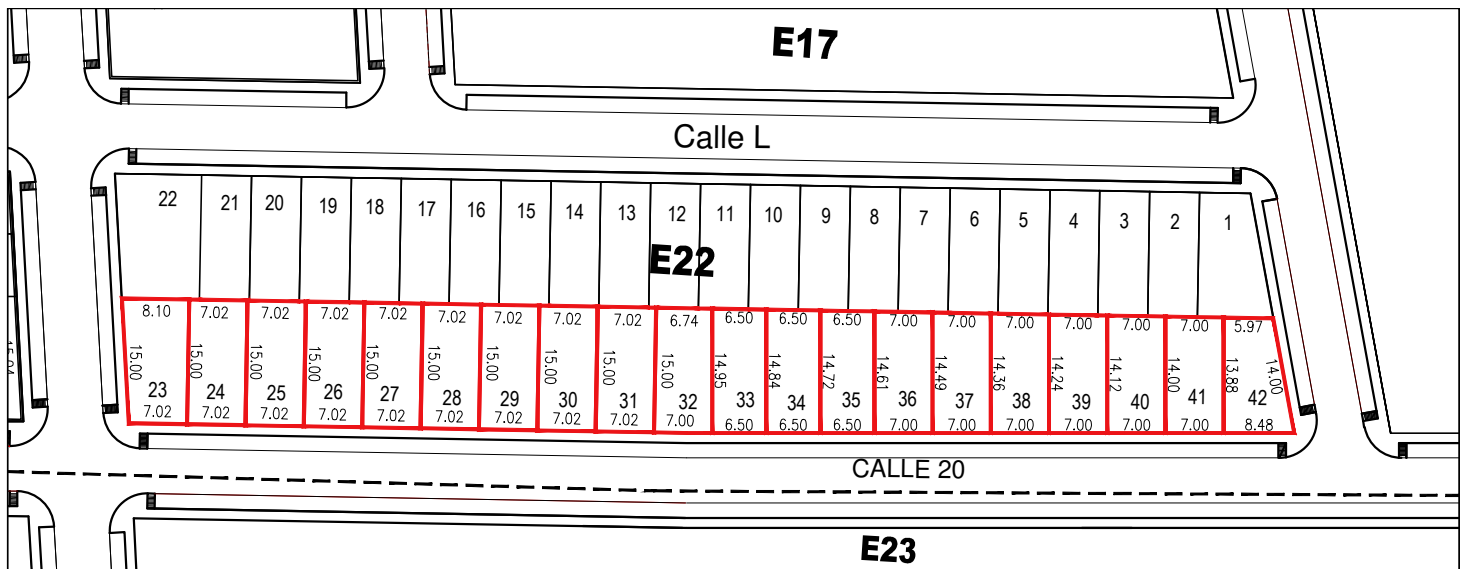 E17
Calle L
22 21 20 19 18 17 16 15 14 13 12 11 10 9 8 7 6 5 4 3 2 1
E22
8.10 7.02 7.02 7.02 7.02 7.02 7.02 7.02 7.02 6.74 6.50 6.50 6.50 7.00 7.00 7.00 7.00 7.00 7.00 5.97
15.00 15.00 15.00 15.00 15.00 15.00 15.00 15.00 15.00 15.00 14.95 14.84 14.72 14.61 14.49 14.36 14.24 14.12 14.00 13.88 14.00
23 24 25 26 27 28 29 30 31 32 33 34 35 36 37 38 39 40 41 42
7.02 7.02 7.02 7.02 7.02 7.02 7.02 7.02 7.02 7.00 6.50 6.50 6.50 7.00 7.00 7.00 7.00 7.00 7.00 8.48
CALLE 20
E23